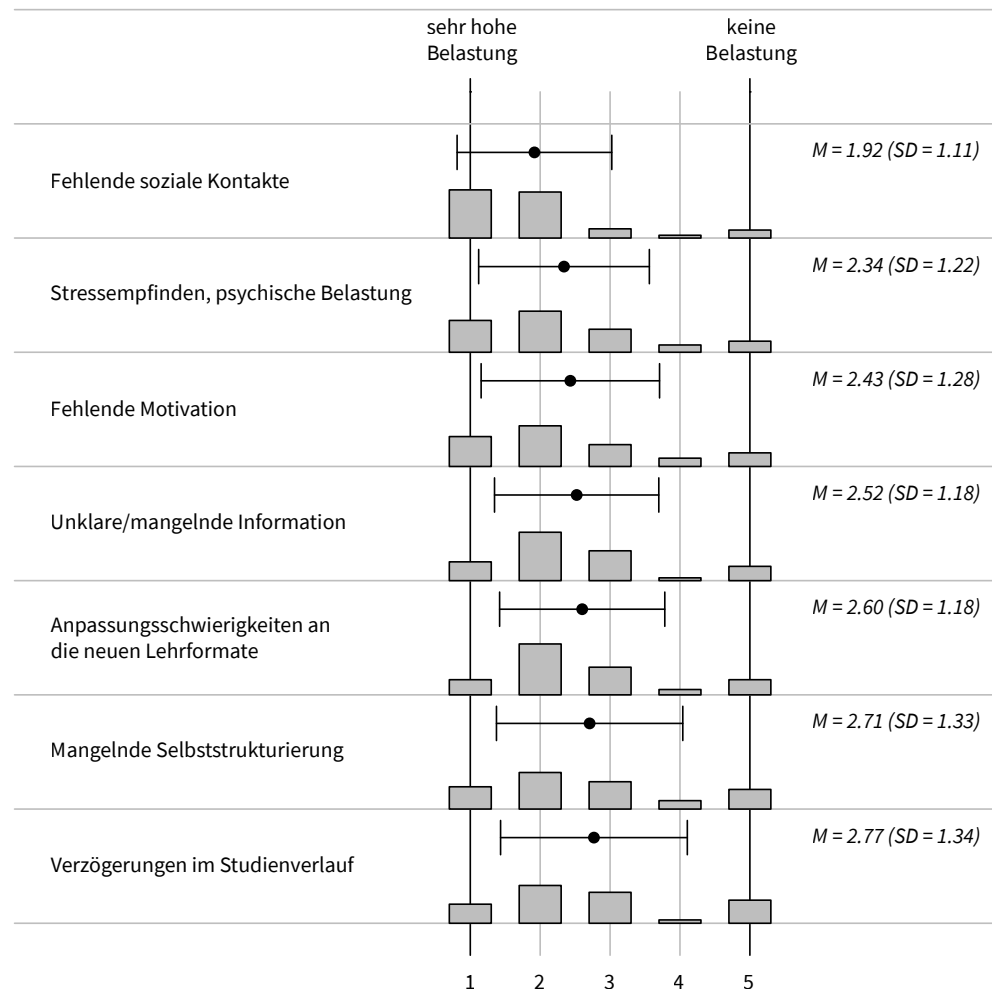 sehr hohe
Belastung
keine
Belastung
Fehlende soziale Kontakte
M = 1.92 (SD = 1.11)
Stressempfinden, psychische Belastung
M = 2.34 (SD = 1.22)
Fehlende Motivation
M = 2.43 (SD = 1.28)
Unklare/mangelnde Information
M = 2.52 (SD = 1.18)
Anpassungsschwierigkeiten an
die neuen Lehrformate
M = 2.60 (SD = 1.18)
Mangelnde Selbststrukturierung
M = 2.71 (SD = 1.33)
Verzögerungen im Studienverlauf
M = 2.77 (SD = 1.34)
1 2 3 4 5